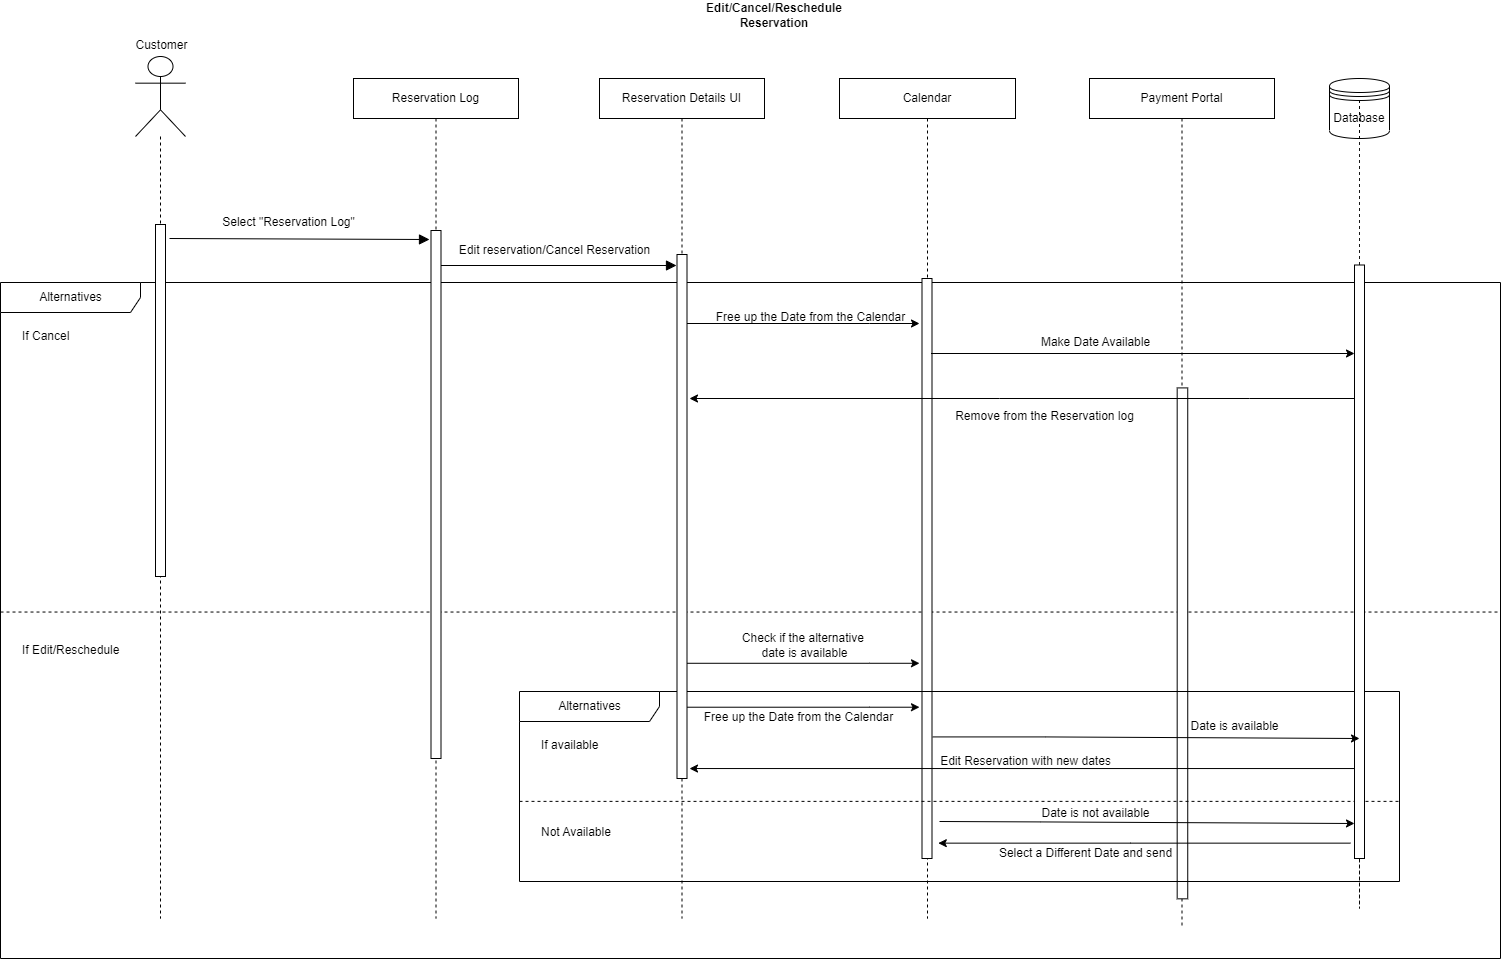 Edit/Cancel/Reschedule
Reservation
Customer
Reservation Log
Reservation Details UI
Calendar
Payment Portal
Database
Select "Reservation Log"
Edit reservation/Cancel Reservation
Alternatives
If Cancel
Free up the Date from the Calendar
Make Date Available
Remove from the Reservation log
If Edit/Reschedule
Check if the alternative
date is available
Alternatives
If available
Free up the Date from the Calendar
Date is available
Edit Reservation with new dates
Not Available
Date is not available
Select a Different Date and send